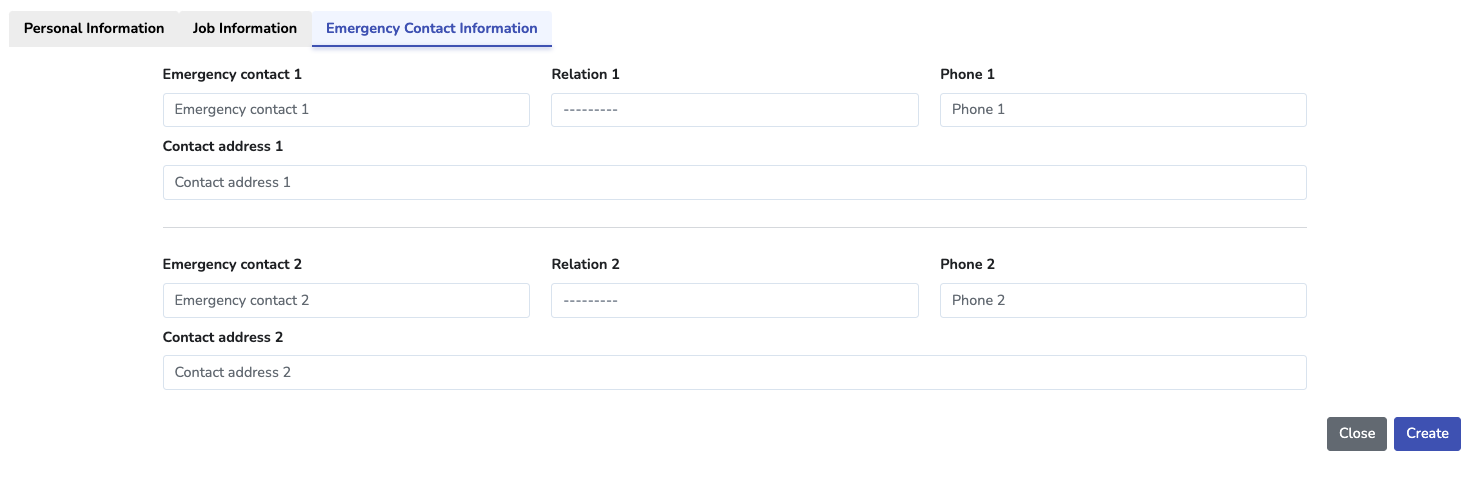 Personal Information Job Information Emergency Contact Information
Emergency contact 1 Relation 1 Phone 1
Emergency contact 1 --------- Phone 1
Contact address 1
Contact address 1
Emergency contact 2 Relation 2 Phone 2
Emergency contact 2 --------- Phone 2
Contact address 2
Contact address 2
Close Create